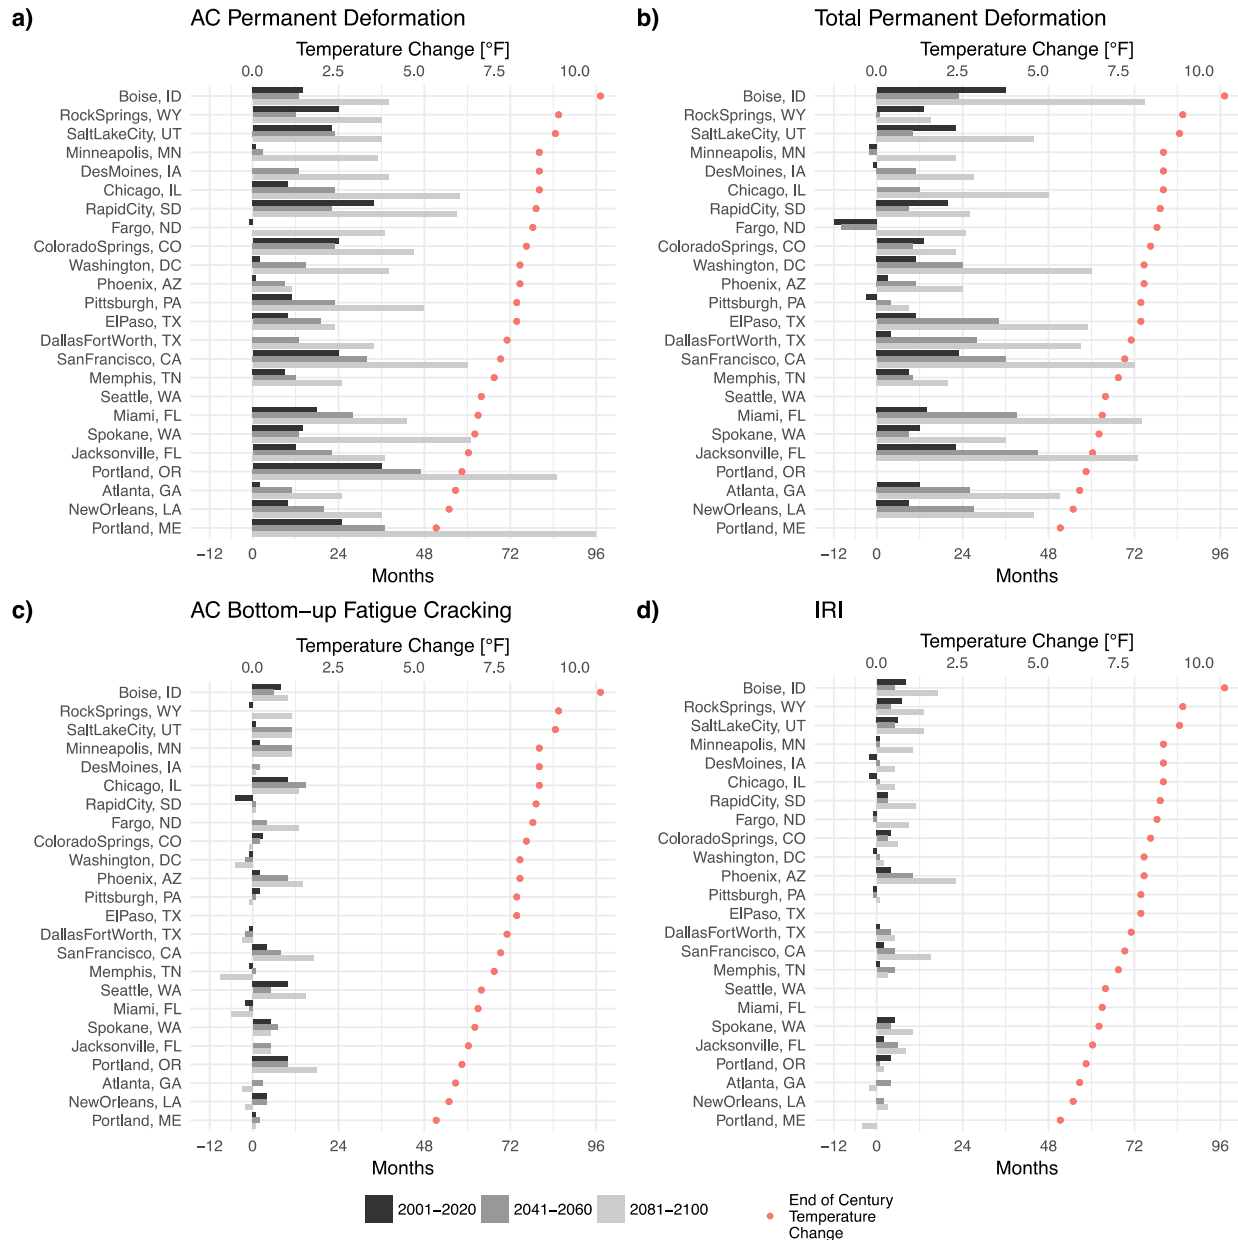 a) AC Permanent Deformation
Temperature Change [°F]
0.0 2.5 5.0 7.5 10.0
Boise, ID
RockSprings, WY
SaltLakeCity, UT
Minneapolis, MN
DesMoines, IA
Chicago, IL
RapidCity, SD
Fargo, ND
ColoradoSprings, CO
Washington, DC
Phoenix, AZ
Pittsburgh, PA
ElPaso, TX
DallasFortWorth, TX
SanFrancisco, CA
Memphis, TN
Seattle, WA
Miami, FL
Spokane, WA
Jacksonville, FL
Portland, OR
Atlanta, GA
NewOrleans, LA
Portland, ME
−12 0 24 48 72 96
Months
b) Total Permanent Deformation
Temperature Change [°F]
0.0 2.5 5.0 7.5 10.0
Boise, ID
RockSprings, WY
SaltLakeCity, UT
Minneapolis, MN
DesMoines, IA
Chicago, IL
RapidCity, SD
Fargo, ND
ColoradoSprings, CO
Washington, DC
Phoenix, AZ
Pittsburgh, PA
ElPaso, TX
DallasFortWorth, TX
SanFrancisco, CA
Memphis, TN
Seattle, WA
Miami, FL
Spokane, WA
Jacksonville, FL
Portland, OR
Atlanta, GA
NewOrleans, LA
Portland, ME
−12 0 24 48 72 96
Months
c) AC Bottom−up Fatigue Cracking
Temperature Change [°F]
0.0 2.5 5.0 7.5 10.0
Boise, ID
RockSprings, WY
SaltLakeCity, UT
Minneapolis, MN
DesMoines, IA
Chicago, IL
RapidCity, SD
Fargo, ND
ColoradoSprings, CO
Washington, DC
Phoenix, AZ
Pittsburgh, PA
ElPaso, TX
DallasFortWorth, TX
SanFrancisco, CA
Memphis, TN
Seattle, WA
Miami, FL
Spokane, WA
Jacksonville, FL
Portland, OR
Atlanta, GA
NewOrleans, LA
Portland, ME
−12 0 24 48 72 96
Months
d) IRI
Temperature Change [°F]
0.0 2.5 5.0 7.5 10.0
Boise, ID
RockSprings, WY
SaltLakeCity, UT
Minneapolis, MN
DesMoines, IA
Chicago, IL
RapidCity, SD
Fargo, ND
ColoradoSprings, CO
Washington, DC
Phoenix, AZ
Pittsburgh, PA
ElPaso, TX
DallasFortWorth, TX
SanFrancisco, CA
Memphis, TN
Seattle, WA
Miami, FL
Spokane, WA
Jacksonville, FL
Portland, OR
Atlanta, GA
NewOrleans, LA
Portland, ME
−12 0 24 48 72 96
Months
2001−2020 2041−2060 2081−2100
End of Century
Temperature
Change